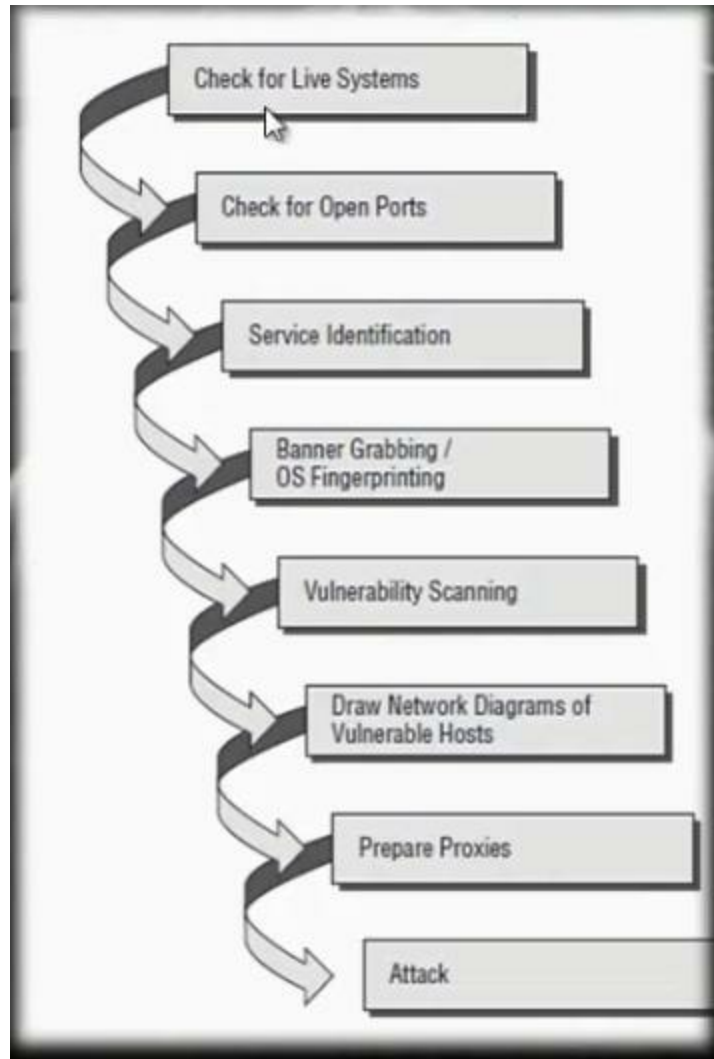 Check for Live Systems
Check for Open Ports
Service Identification
Banner Grabbing /
OS Fingerprinting
Vulnerability Scanning
Draw Network Diagrams of
Vulnerable Hosts
Prepare Proxies
Attack